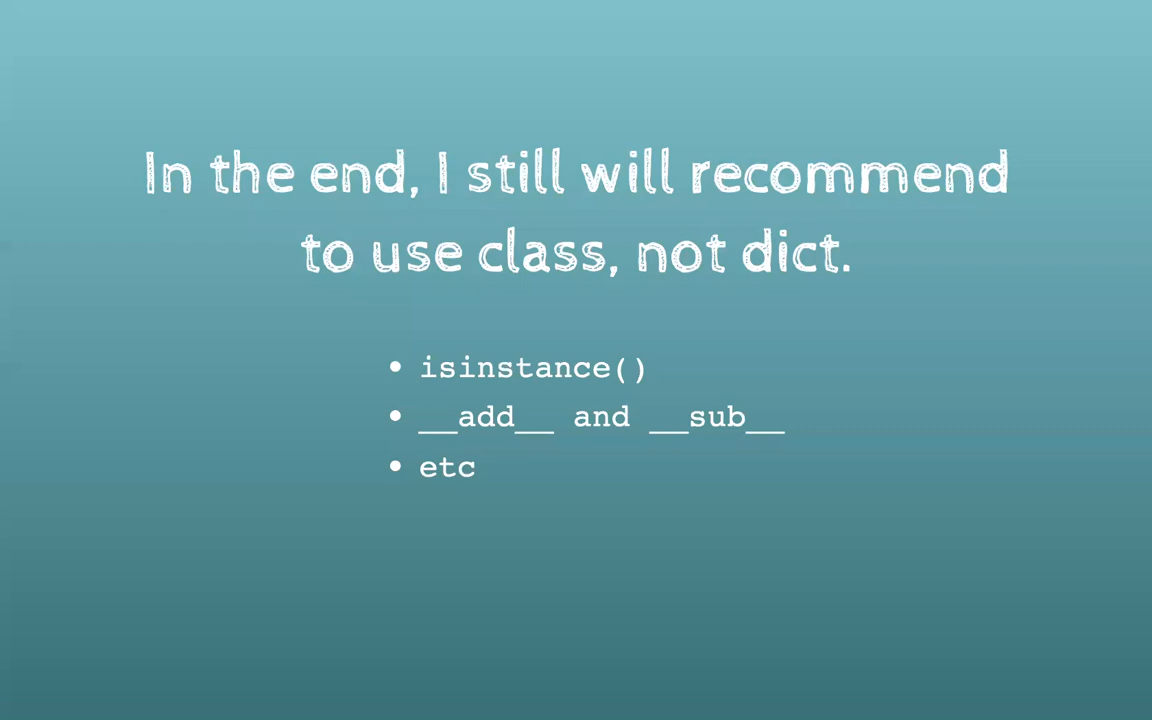 In the end, I still will recommend
to use class, not dict.
• isinstance()
• __add__ and __sub__
• etc